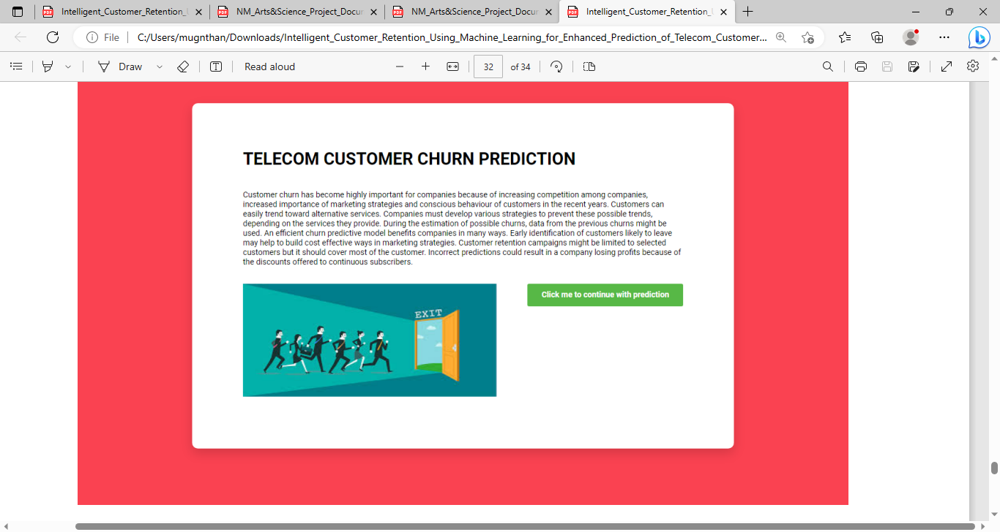 Intelligent_Customer_Retention_
NM_Arts&Science_Project_Docur
NM_Arts&Science_Project_Docur
Intelligent_Customer_Retention_
File
C:/Users/mugnthan/Downloads/Intelligent_Customer_Retention_Using_Machine_Learning_for_Enhanced_Prediction_of_Telecom_Customer...
Draw
Read aloud
32
of 34
TELECOM CUSTOMER CHURN PREDICTION
Customer churn has become highly important for companies because of increasing competition among companies,
increased importance of marketing strategies and conscious behaviour of customers in the recent years. Customers can
easily trend toward alternative services. Companies must develop various strategies to prevent these possible trends,
depending on the services they provide. During the estimation of possible churns, data from the previous churns might be
used. An efficient churn predictive model benefits companies in many ways. Early identification of customers likely to leave
may help to build cost effective ways in marketing strategies. Customer retention campaigns might be limited to selected
customers but it should cover most of the customer. Incorrect predictions could result in a company losing profits because of
the discounts offered to continuous subscribers.
EXIT
Click me to continue with prediction